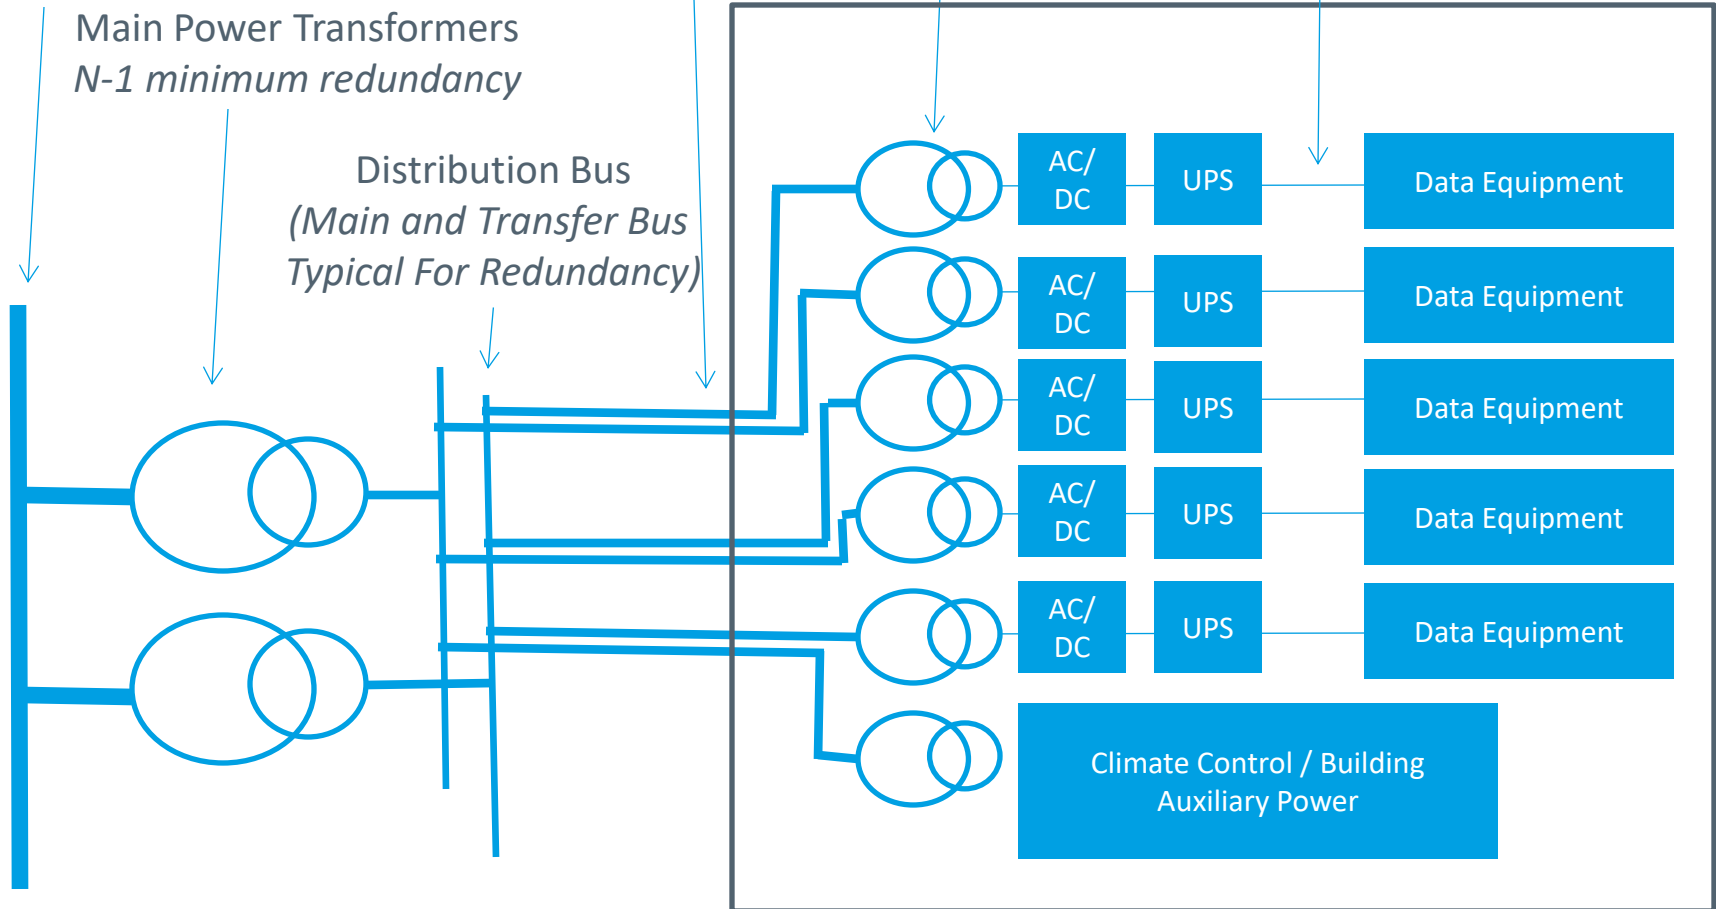 Main Power Transformers
N-1 minimum redundancy
Distribution Bus
(Main and Transfer Bus
Typical For Redundancy)
AC/
DC
UPS
Data Equipment
AC/
DC
UPS
Data Equipment
AC/
DC
UPS
Data Equipment
AC/
DC
UPS
Data Equipment
AC/
DC
UPS
Data Equipment
Climate Control / Building
Auxiliary Power